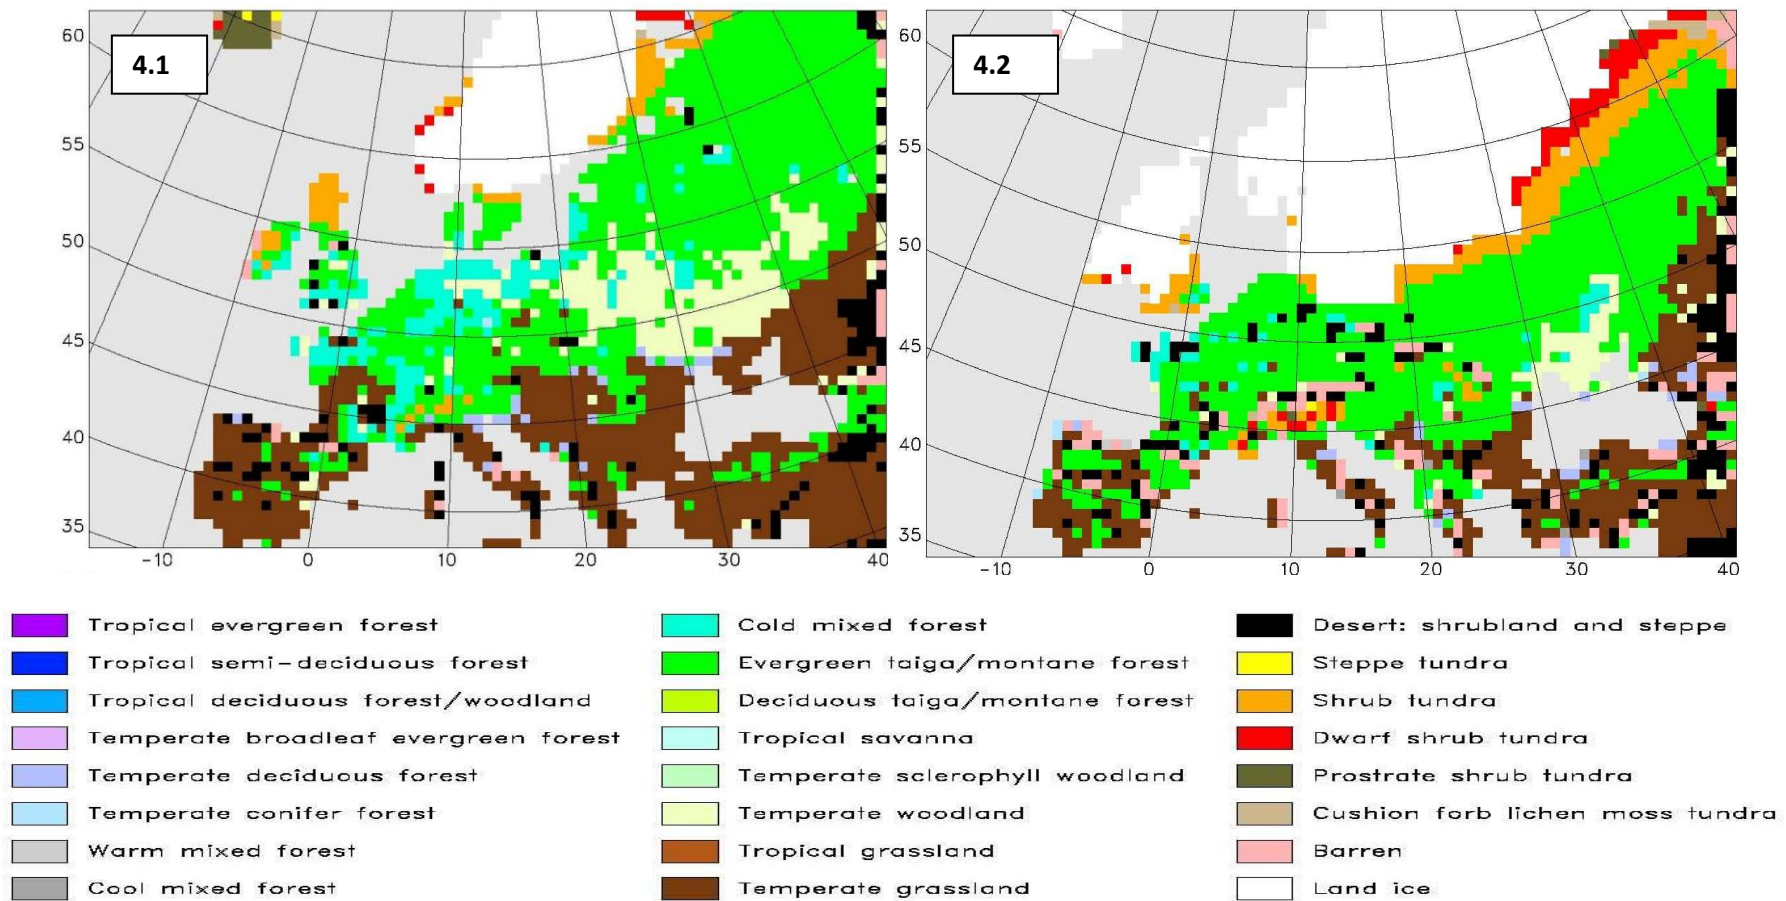 4.1
60
55
50
45
40
35
-10 0 10 20 30 40
4.2
60
55
50
45
40
35
-10 0 10 20 30 40
Tropical evergreen forest
Tropical semi-deciduous forest
Tropical deciduous forest/woodland
Temperate broadleaf evergreen forest
Temperate deciduous forest
Temperate conifer forest
Warm mixed forest
Cool mixed forest
Cold mixed forest
Evergreen taiga/montane forest
Deciduous taiga/montane forest
Tropical savanna
Temperate sclerophyll woodland
Temperate woodland
Tropical grassland
Temperate grassland
Desert: shrubland and steppe
Steppe tundra
Shrub tundra
Dwarf shrub tundra
Prostrate shrub tundra
Cushion forb lichen moss tundra
Barren
Land ice